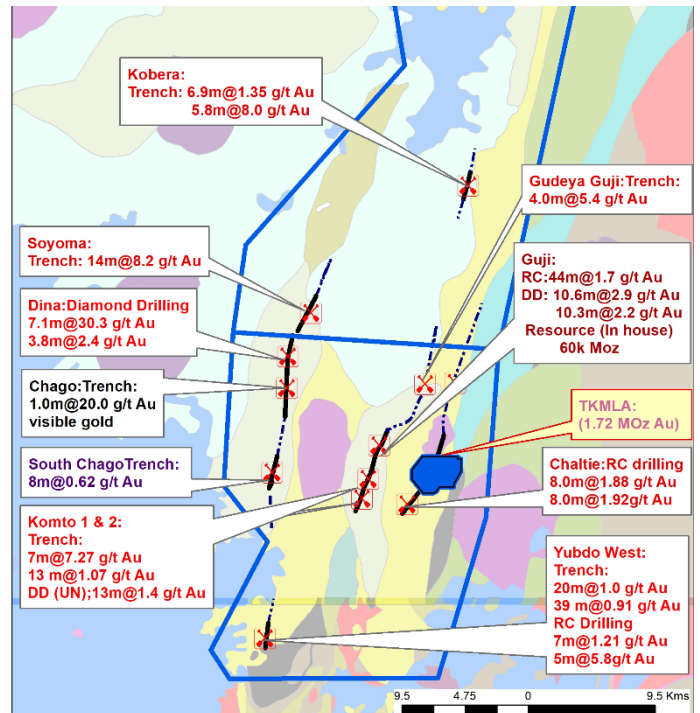 Kobera:
Trench: 6.9m@1.35 g/t Au
5.8m@8.0 g/t Au
Gudeya Guji:Trench:
4.0m@5.4 g/t Au
Soyoma:
Trench: 14m@8.2 g/t Au
Guji:
RC:44m@1.7 g/t Au
DD: 10.6m@2.9 g/t Au
10.3m@2.2 g/t Au
Resource (In house)
60k Moz
Dina:Diamond Drilling
7.1m@30.3 g/t Au
3.8m@2.4 g/t Au
Chago:Trench:
1.0m@20.0 g/t Au
visible gold
TKMLA:
(1.72 MOz Au)
South ChagoTrench:
8m@0.62 g/t Au
Chaltie:RC drilling
8.0m@1.88 g/t Au
8.0m@1.92g/t Au
Komto 1 & 2:
Trench:
7m@7.27 g/t Au
13 m@1.07 g/t Au
DD (UN);13m@1.4 g/t Au
Yubdo West:
Trench:
20m@1.0 g/t Au
39 m@0.91 g/t Au
RC Drilling
7m@1.21 g/t Au
5m@5.8g/t Au
9.5 4.75 0 9.5 Kms